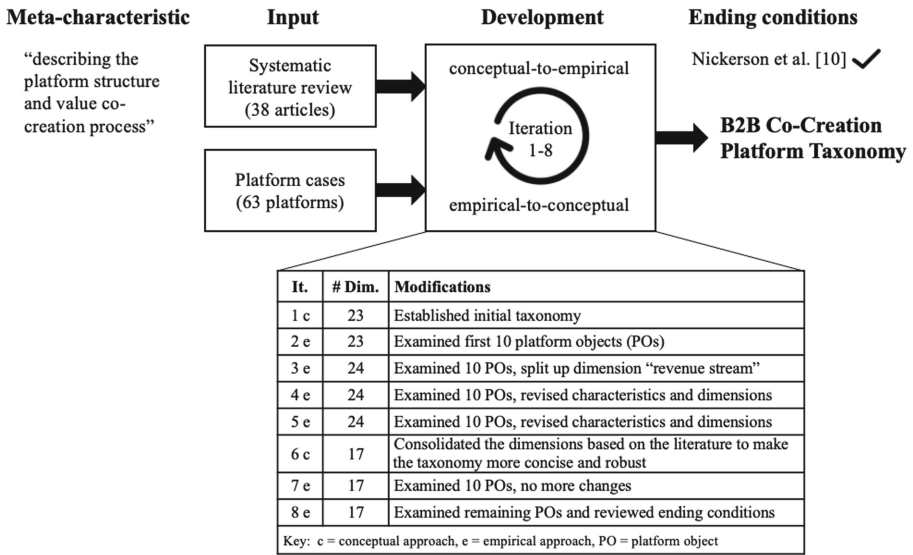 Meta-characteristic
Input
Development
Ending conditions
“describing the
platform structure
and value co-
creation process”
Systematic
literature review
(38 articles)
Platform cases
(63 platforms)
conceptual-to-empirical
Iteration
1-8
empirical-to-conceptual
Nickerson et al. [10]
B2B Co-Creation
Platform Taxonomy
It. # Dim. Modifications
1 c 23 Established initial taxonomy
2 e 23 Examined first 10 platform objects (POs)
3 e 24 Examined 10 POs, split up dimension “revenue stream”
4 e 24 Examined 10 POs, revised characteristics and dimensions
5 e 24 Examined 10 POs, revised characteristics and dimensions
6 c 17 Consolidated the dimensions based on the literature to make
the taxonomy more concise and robust
7 e 17 Examined 10 POs, no more changes
8 e 17 Examined remaining POs and reviewed ending conditions
Key: c = conceptual approach, e = empirical approach, PO = platform object